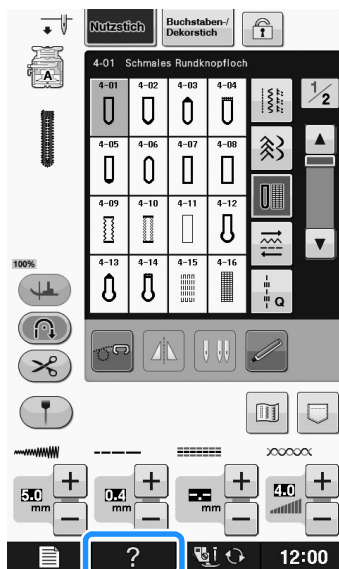 Nutzstich
Buchstaben-/
Dekorstich
A
4-01 Schmales Rundknopfloch
1/2
4-01 4-02 4-03 4-04
4-05 4-06 4-07 4-08
4-09 4-10 4-11 4-12
4-13 4-14 4-15 4-16
Q
100%
5.0 mm + −
0.4 mm + −
-.- mm + −
4.0 + −
? 12:00